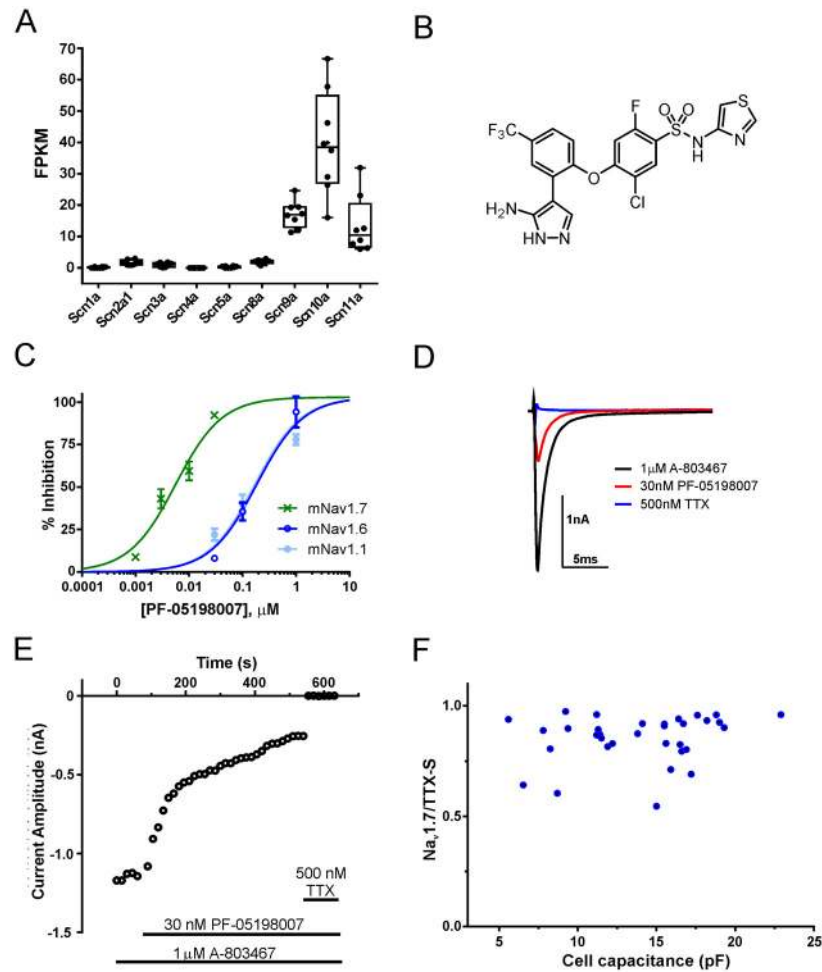 A
70
60
50
40
30
20
10
0
FPKM
Scn1a
Scn2a1
Scn3a
Scn4a
Scn5a
Scn8a
Scn9a
Scn10a
Scn11a
B
F₃C
F
O
O
S
N
H
S
N
O
Cl
H₂N
HN
N
C
100
75
50
25
0
% Inhibition
mNav1.7
mNav1.6
mNav1.1
0.0001
0.001
0.01
0.1
1
10
[PF-05198007], μM
D
1μM A-803467
30nM PF-05198007
500nM TTX
1nA
5ms
E
Time (s)
0
200
400
600
0
-0.5
-1.0
-1.5
Current Amplitude (nA)
500 nM
TTX
30 nM PF-05198007
1μM A-803467
F
1.0
0.5
0.0
Naᵥ1.7/TTX-S
5
10
15
20
25
Cell capacitance (pF)